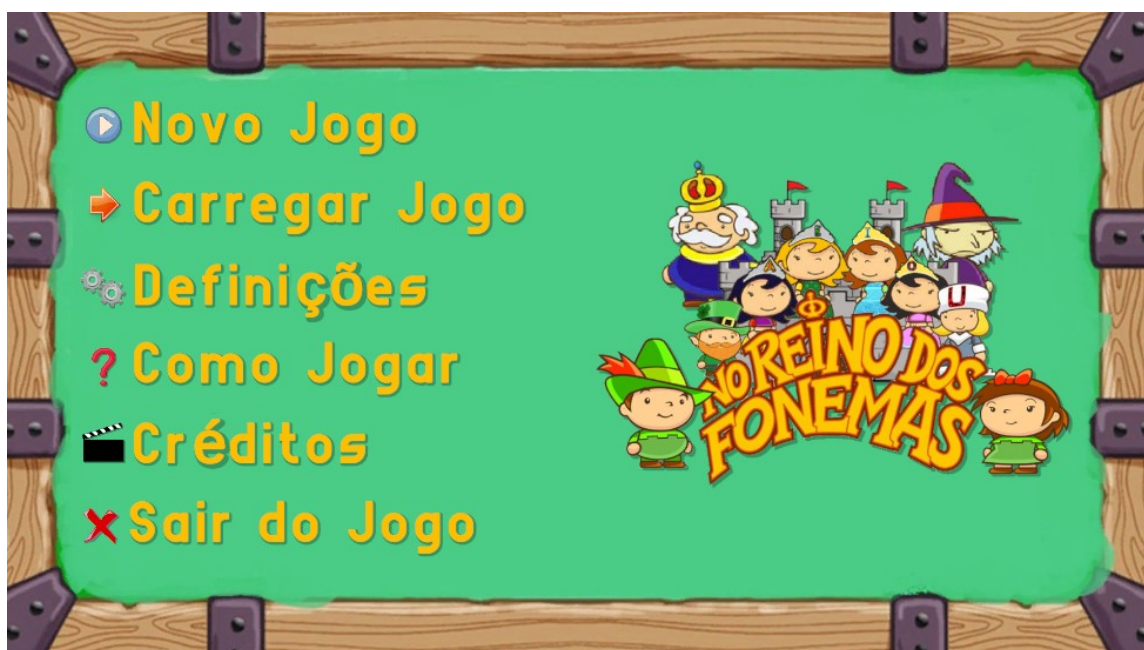 Novo Jogo
Carregar Jogo
Definições
Como Jogar
Créditos
Sair do Jogo
NO REINO DOS
FONEMAS
U